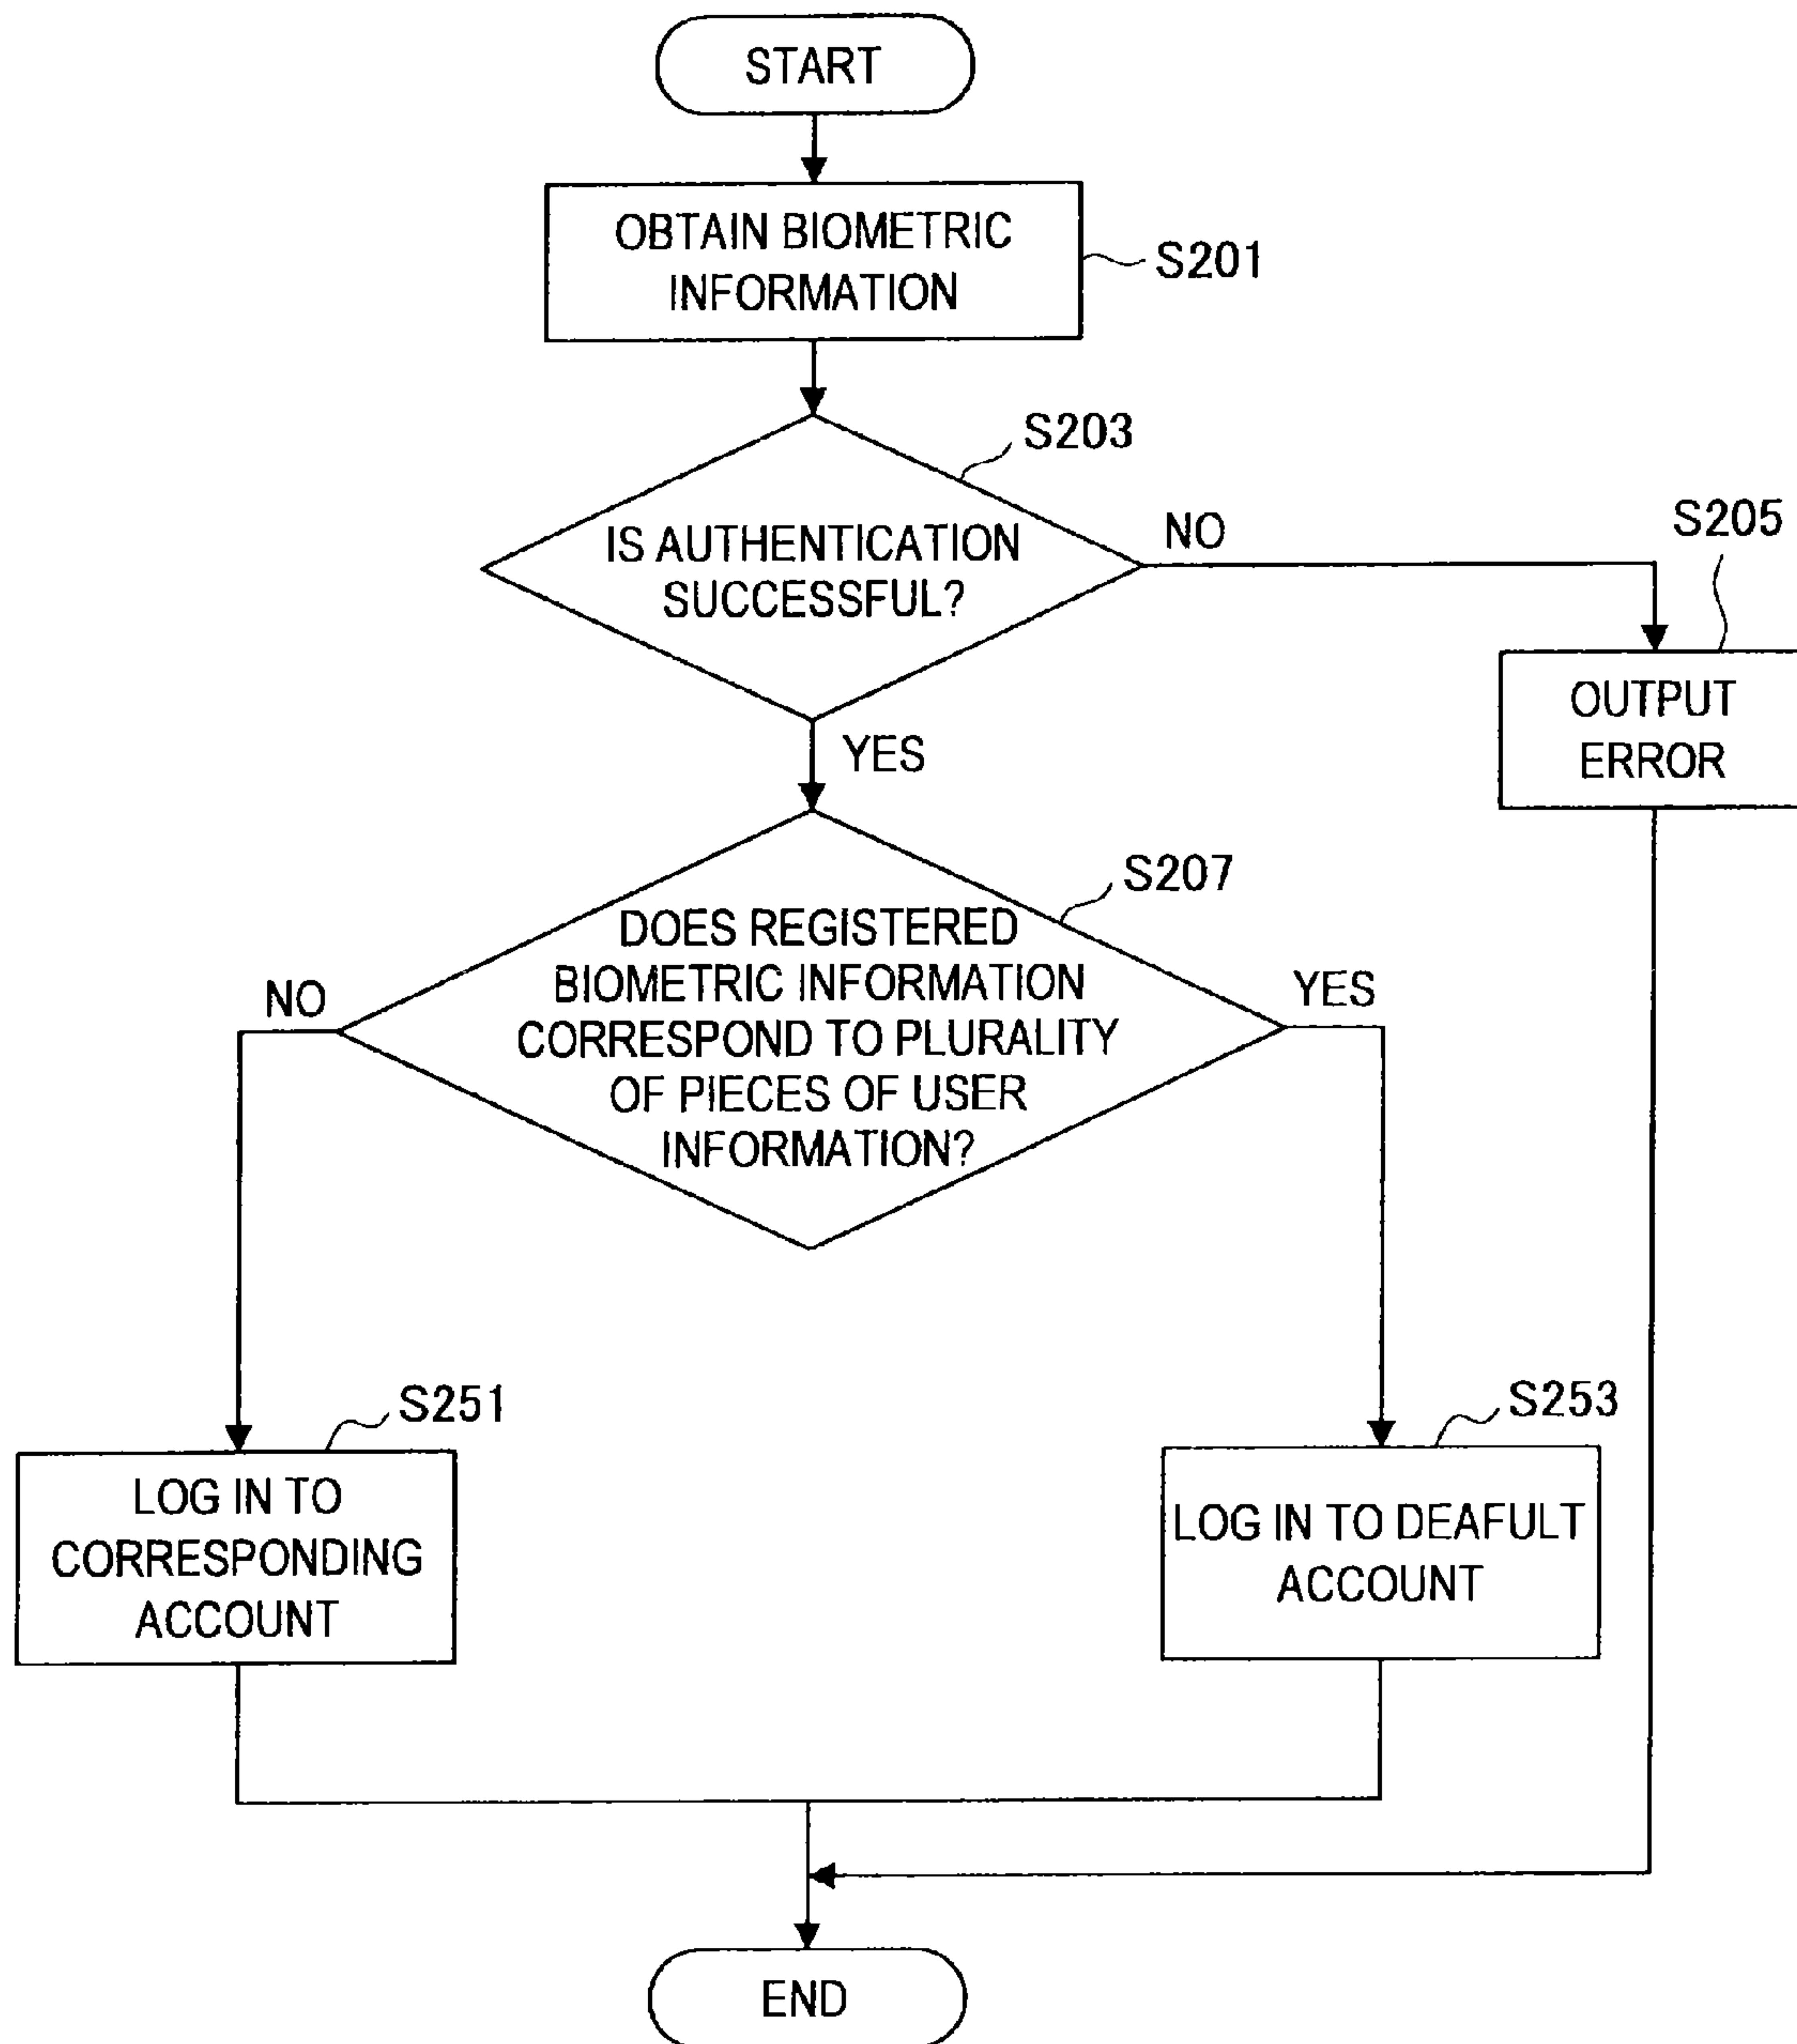 START
OBTAIN BIOMETRIC
INFORMATION
S201
S203
IS AUTHENTICATION
SUCCESSFUL?
NO
S205
OUTPUT
ERROR
YES
S207
DOES REGISTERED
BIOMETRIC INFORMATION
CORRESPOND TO PLURALITY
OF PIECES OF USER
INFORMATION?
NO
YES
S251
LOG IN TO
CORRESPONDING
ACCOUNT
S253
LOG IN TO DEAFULT
ACCOUNT
END